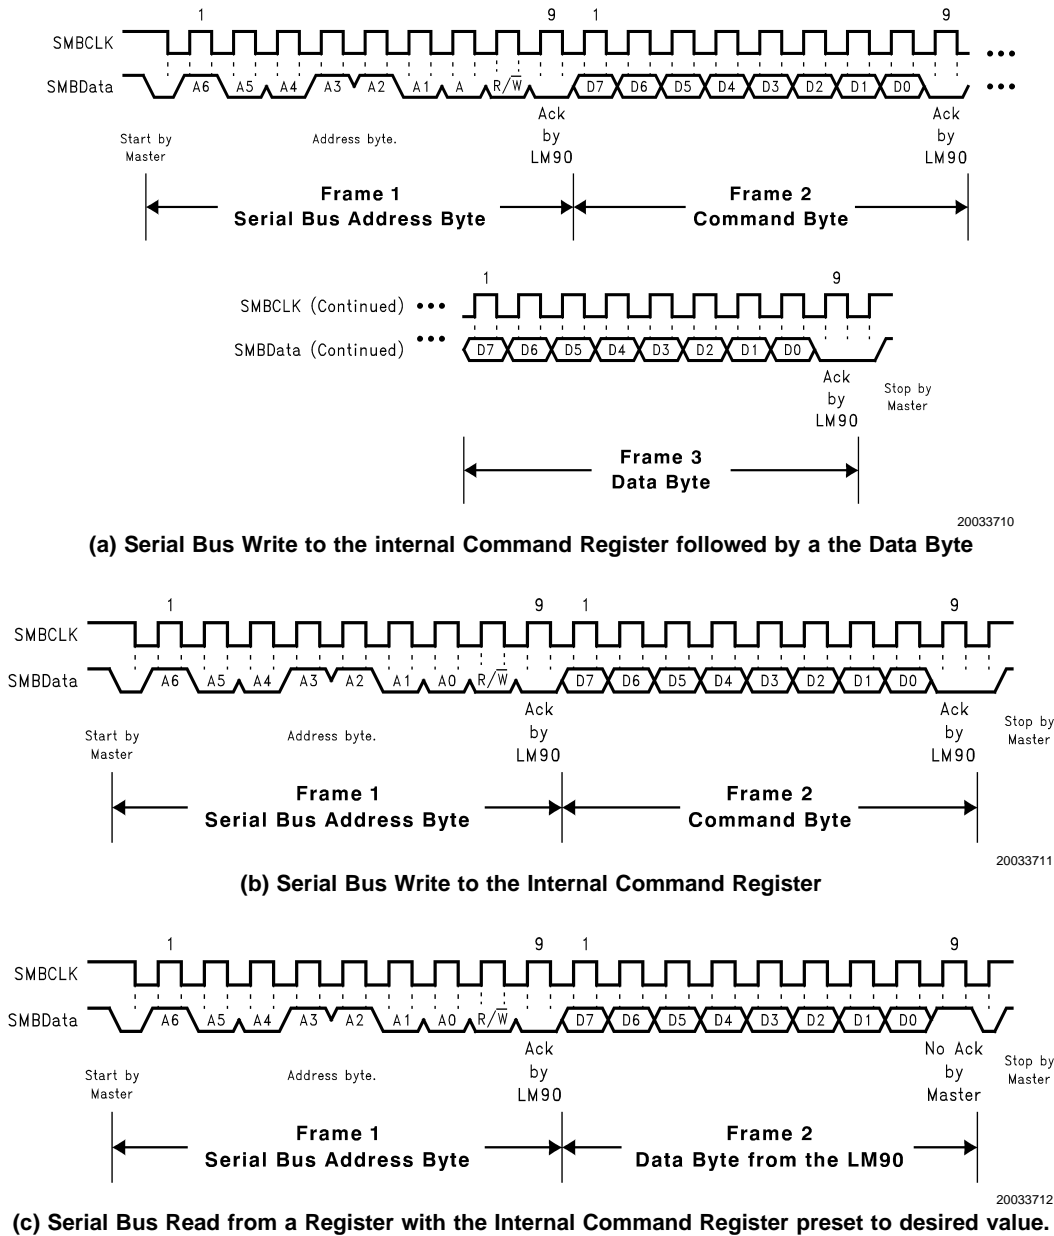 1 9 1 9
SMBCLK
SMBData A6 A5 A4 A3 A2 A1 A R/W̅ D7 D6 D5 D4 D3 D2 D1 D0
Start by Master
Address byte.
Ack by LM90
Ack by LM90
Frame 1
Serial Bus Address Byte
Frame 2
Command Byte
1 9
SMBCLK (Continued)
SMBData (Continued) D7 D6 D5 D4 D3 D2 D1 D0
Ack by LM90
Stop by Master
Frame 3
Data Byte
20033710
(a) Serial Bus Write to the internal Command Register followed by a the Data Byte
1 9 1 9
SMBCLK
SMBData A6 A5 A4 A3 A2 A1 A0 R/W̅ D7 D6 D5 D4 D3 D2 D1 D0
Start by Master
Address byte.
Ack by LM90
Ack by LM90
Stop by Master
Frame 1
Serial Bus Address Byte
Frame 2
Command Byte
20033711
(b) Serial Bus Write to the Internal Command Register
1 9 1 9
SMBCLK
SMBData A6 A5 A4 A3 A2 A1 A0 R/W̅ D7 D6 D5 D4 D3 D2 D1 D0
Start by Master
Address byte.
Ack by LM90
No Ack by Master
Stop by Master
Frame 1
Serial Bus Address Byte
Frame 2
Data Byte from the LM90
20033712
(c) Serial Bus Read from a Register with the Internal Command Register preset to desired value.